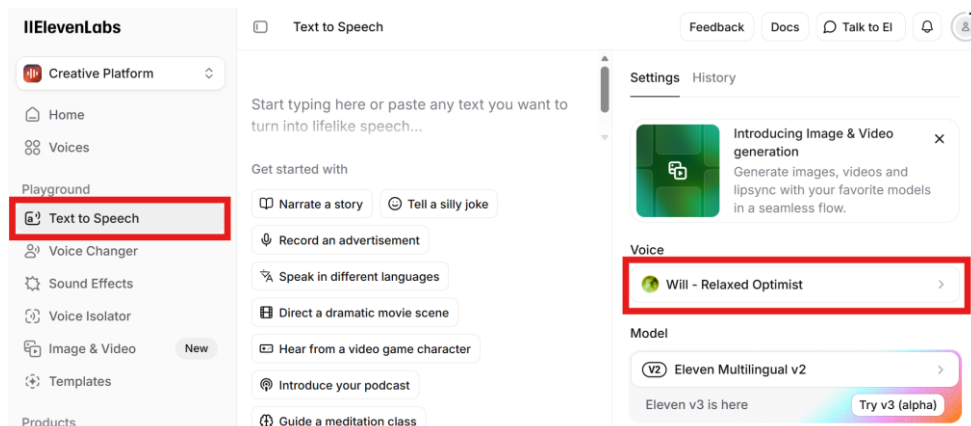 IIElevenLabs
Creative Platform
Home
Voices
Playground
Text to Speech
Voice Changer
Sound Effects
Voice Isolator
Image & Video New
Templates
Products
Text to Speech
Feedback
Docs
Talk to El
Start typing here or paste any text you want to
turn into lifelike speech...
Get started with
Narrate a story
Tell a silly joke
Record an advertisement
Speak in different languages
Direct a dramatic movie scene
Hear from a video game character
Introduce your podcast
Guide a meditation class
Settings History
Introducing Image & Video
generation
Generate images, videos and
lipsync with your favorite models
in a seamless flow.
Voice
Will - Relaxed Optimist
Model
V2 Eleven Multilingual v2
Eleven v3 is here
Try v3 (alpha)